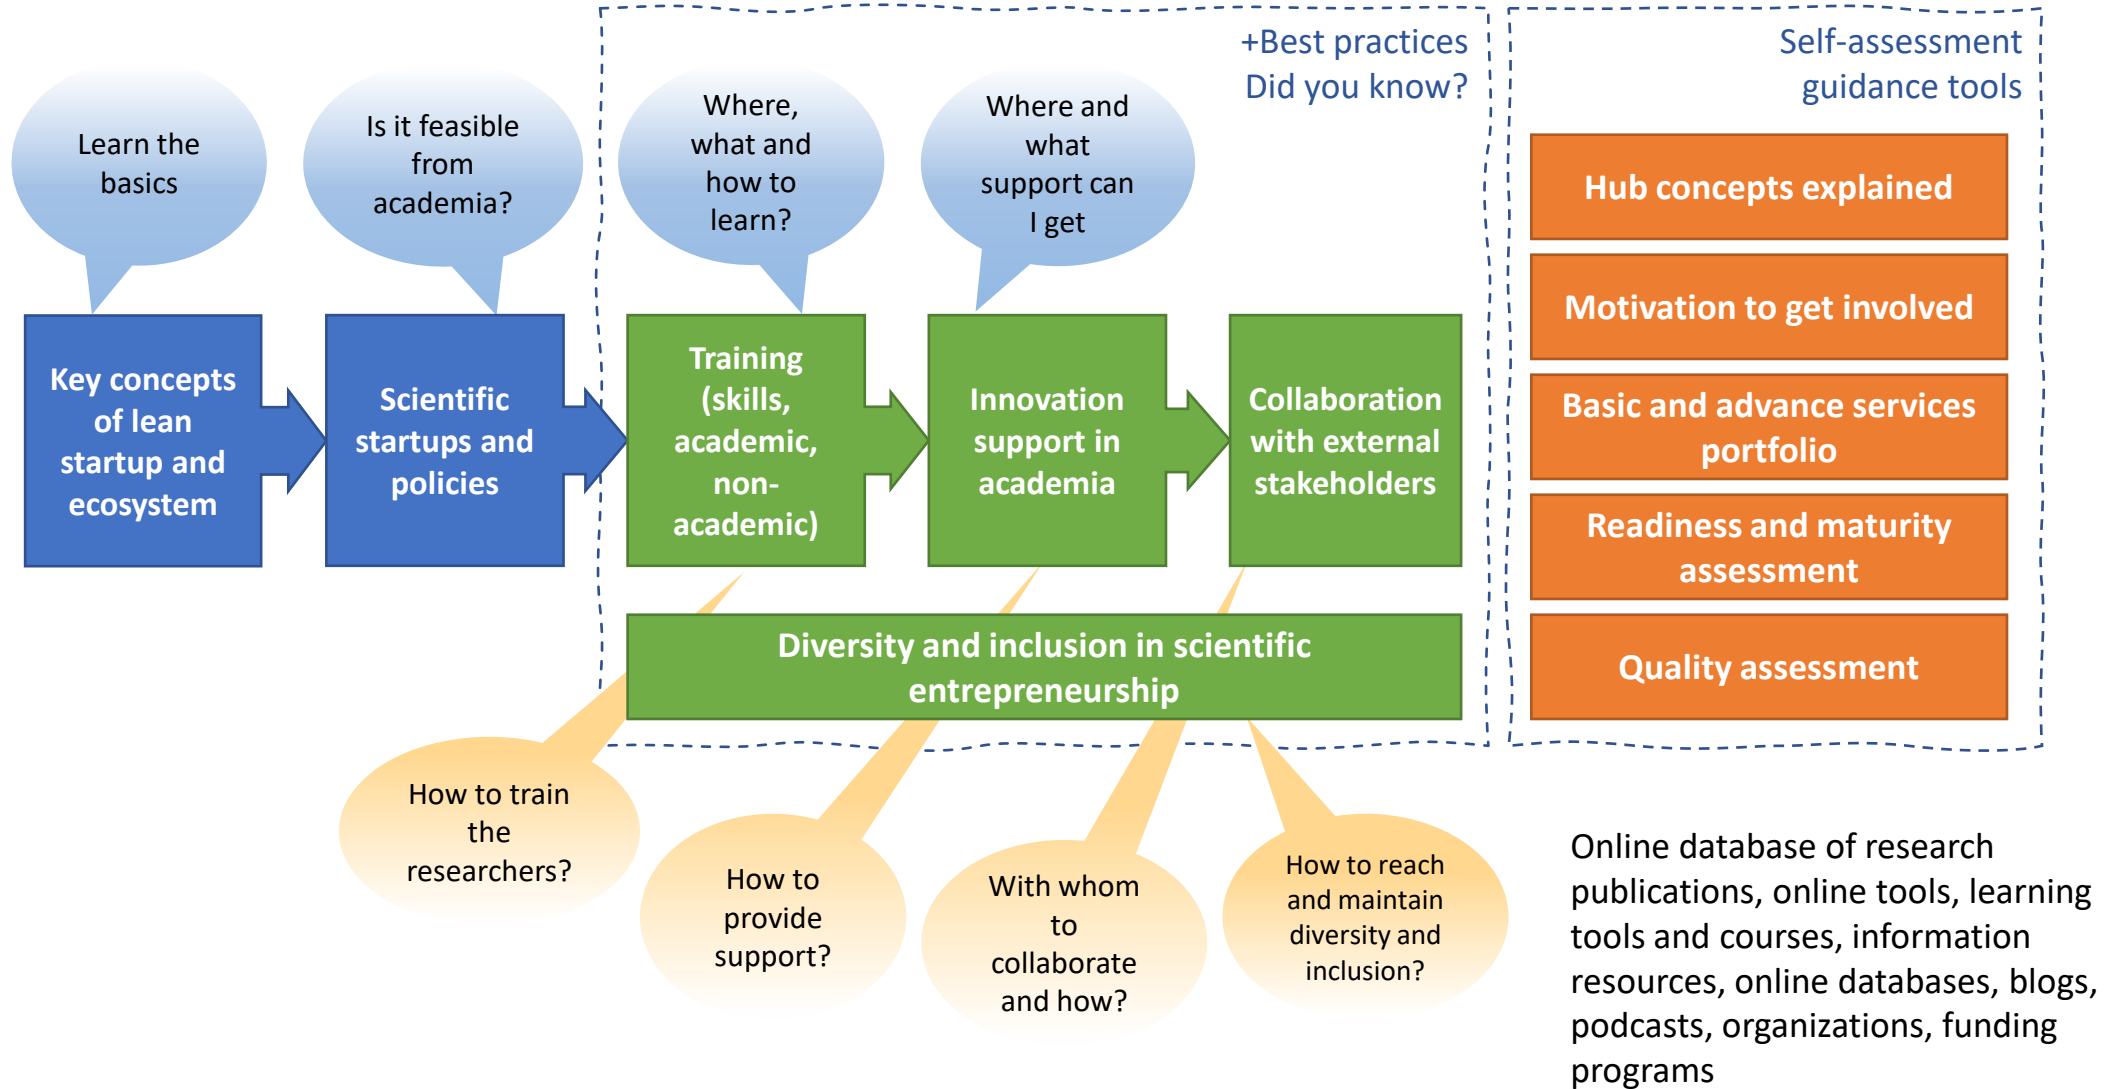 +Best practices
Did you know?
Self-assessment
guidance tools
Learn the
basics
Is it feasible
from
academia?
Where,
what and
how to
learn?
Where and
what
support can
I get
Key concepts
of lean
startup and
ecosystem
Scientific
startups and
policies
Training
(skills,
academic,
non-
academic)
Innovation
support in
academia
Collaboration
with external
stakeholders
Diversity and inclusion in scientific
entrepreneurship
How to train
the
researchers?
How to
provide
support?
With whom
to
collaborate
and how?
How to reach
and maintain
diversity and
inclusion?
Hub concepts explained
Motivation to get involved
Basic and advance services
portfolio
Readiness and maturity
assessment
Quality assessment
Online database of research
publications, online tools, learning
tools and courses, information
resources, online databases, blogs,
podcasts, organizations, funding
programs